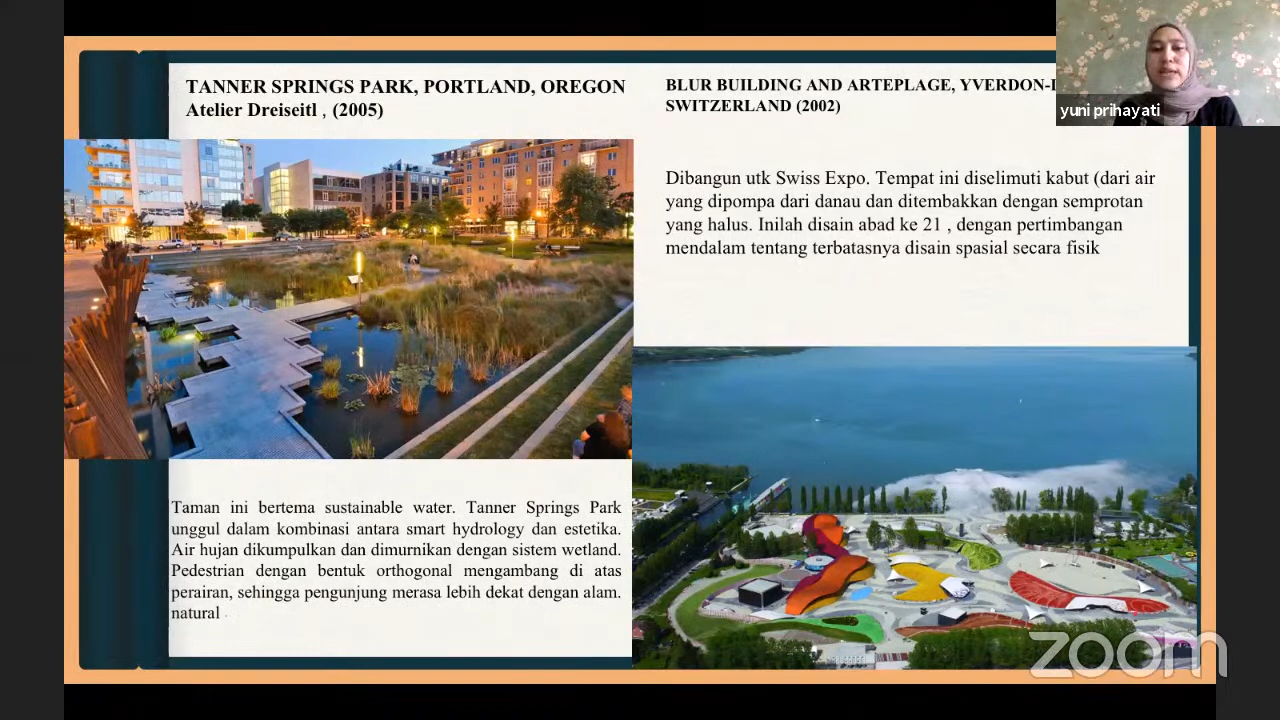 TANNER SPRINGS PARK, PORTLAND, OREGON
Atelier Dreiseitl , (2005)
Taman ini bertema sustainable water. Tanner Springs Park
unggul dalam kombinasi antara smart hydrology dan estetika.
Air hujan dikumpulkan dan dimurnikan dengan sistem wetland.
Pedestrian dengan bentuk orthogonal mengambang di atas
perairan, sehingga pengunjung merasa lebih dekat dengan alam.
natural .
BLUR BUILDING AND ARTEPLAGE,
SWITZERLAND (2002)
Dibangun utk Swiss Expo. Tempat ini diselimuti kabut (dari air
yang dipompa dari danau dan ditembakkan dengan semprotan
yang halus. Inilah disain abad ke 21 , dengan pertimbangan
mendalam tentang terbatasnya disain spasial secara fisik
yuni prihayati
zoom